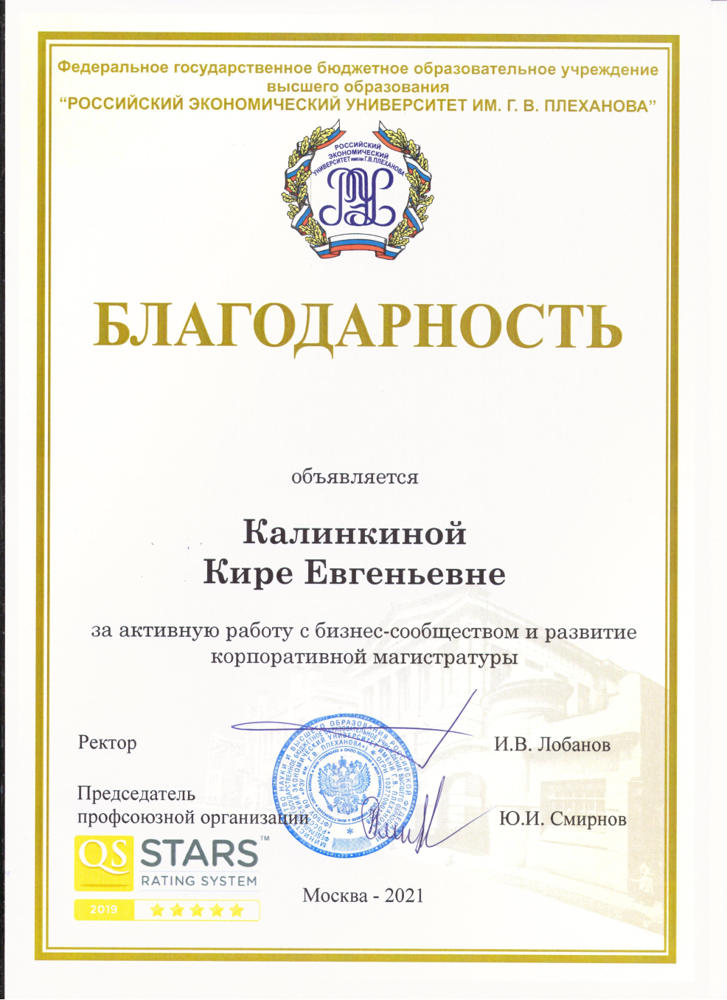 Федеральное государственное бюджетное образовательное учреждение
высшего образования
“РОССИЙСКИЙ ЭКОНОМИЧЕСКИЙ УНИВЕРСИТЕТ ИМ. Г. В. ПЛЕХАНОВА”
РОССИЙСКИЙ
ЭКОНОМИЧЕСКИЙ
УНИВЕРСИТЕТ ИМЕНИ Г.В.ПЛЕХАНОВА
БЛАГОДАРНОСТЬ
объявляется
Калинкиной
Кире Евгеньевне
за активную работу с бизнес-сообществом и развитие
корпоративной магистратуры
Ректор
И.В. Лобанов
Председатель
профсоюзной организации
Ю.И. Смирнов
QS STARS™
RATING SYSTEM
2019
Москва - 2021